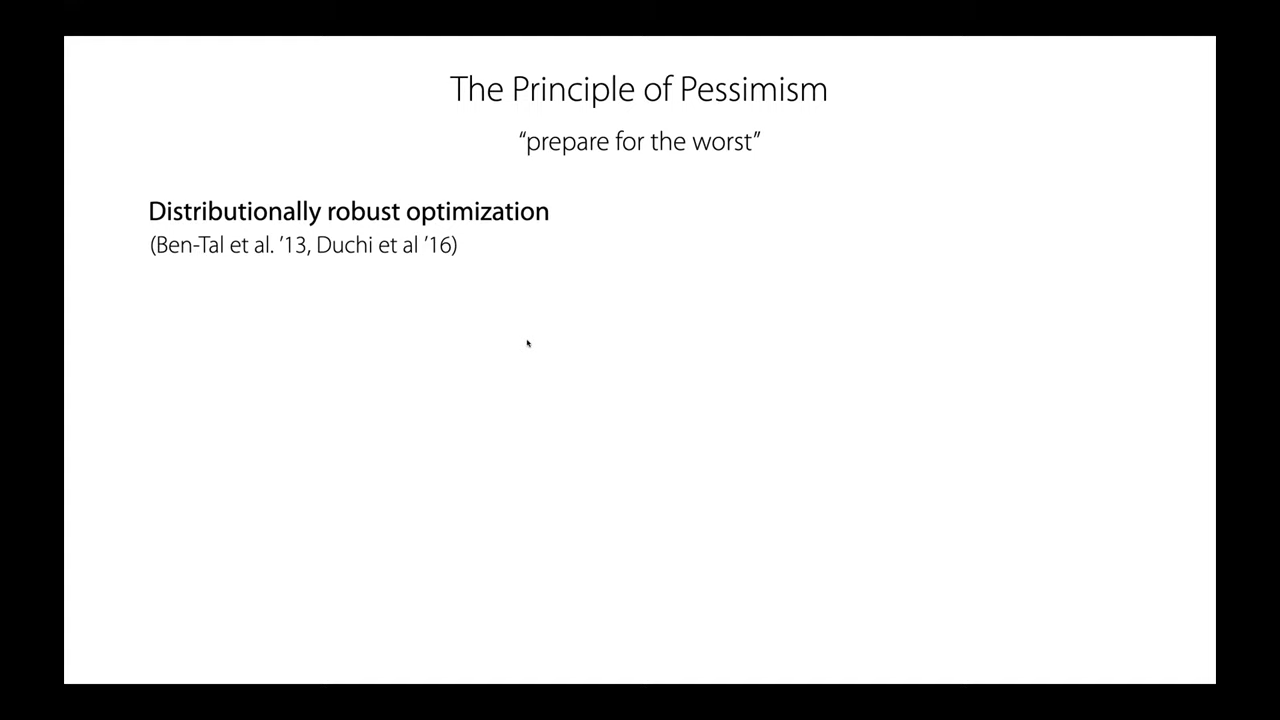 The Principle of Pessimism
“prepare for the worst”
Distributionally robust optimization
(Ben-Tal et al. ’13, Duchi et al ’16)